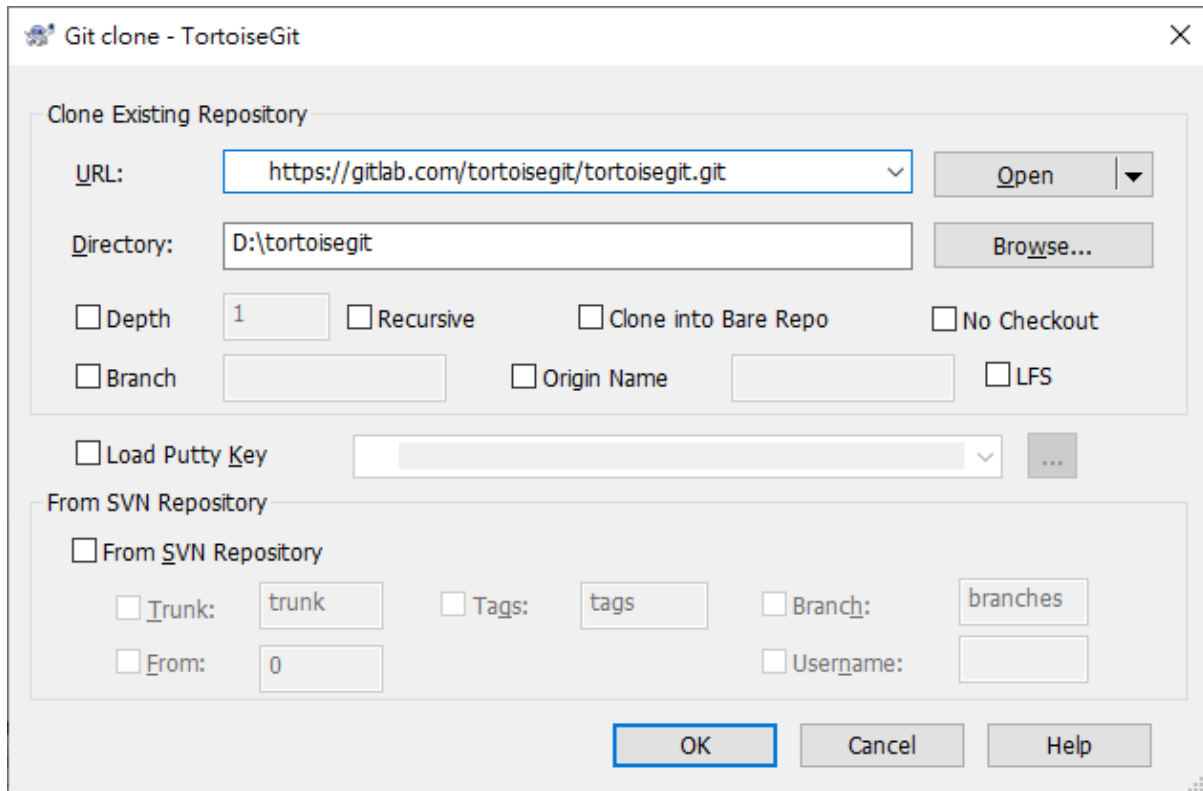 Git clone - TortoiseGit
Clone Existing Repository
URL: https://gitlab.com/tortoisegit/tortoisegit.git Open
Directory: D:\tortoisegit Browse...
Depth 1 Recursive Clone into Bare Repo No Checkout
Branch Origin Name LFS
Load Putty Key ...
From SVN Repository
From SVN Repository
Trunk: trunk Tags: tags Branch: branches
From: 0 Username:
OK Cancel Help